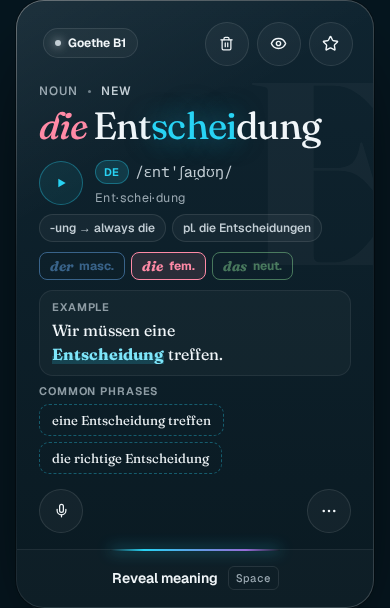 Goethe B1
NOUN • NEW
die Entscheidung
DE /ɛntˈʃaɪ̯dʊŋ/
Ent·schei·dung
-ung → always die
pl. die Entscheidungen
der masc.
die fem.
das neut.
EXAMPLE
Wir müssen eine
Entscheidung treffen.
COMMON PHRASES
eine Entscheidung treffen
die richtige Entscheidung
Reveal meaning
Space
E